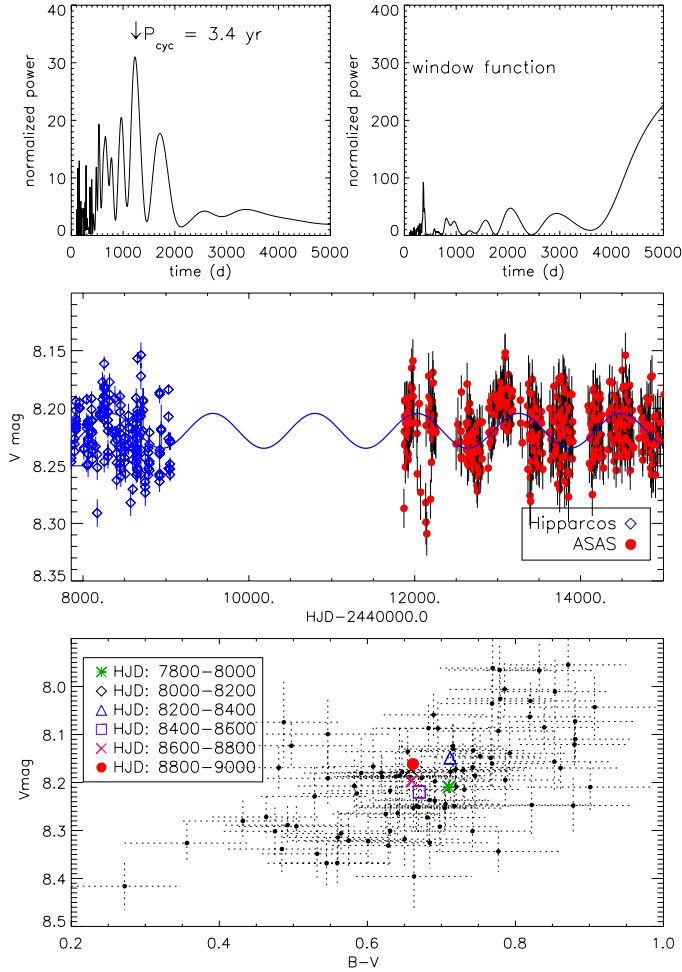 40
30
20
10
0
normalized power
P_cyc = 3.4 yr
0 1000 2000 3000 4000 5000
time (d)
400
300
200
100
0
normalized power
window function
0 1000 2000 3000 4000 5000
time (d)
8.15
8.20
8.25
8.30
8.35
V mag
Hipparcos
ASAS
8000. 10000. 12000. 14000.
HJD-2440000.0
8.0
8.1
8.2
8.3
8.4
8.5
Vmag
HJD: 7800-8000
HJD: 8000-8200
HJD: 8200-8400
HJD: 8400-8600
HJD: 8600-8800
HJD: 8800-9000
0.2 0.4 0.6 0.8 1.0
B-V